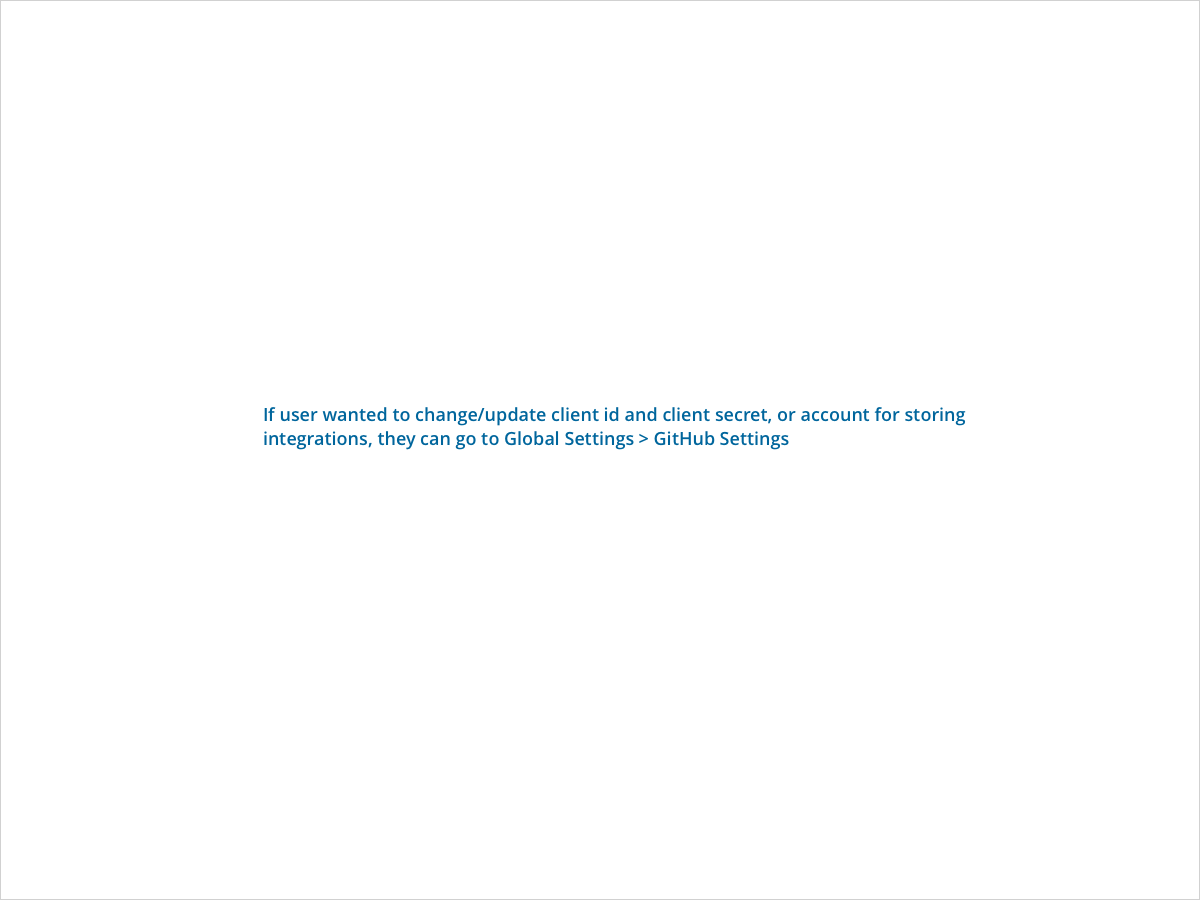 If user wanted to change/update client id and client secret, or account for storing
integrations, they can go to Global Settings > GitHub Settings